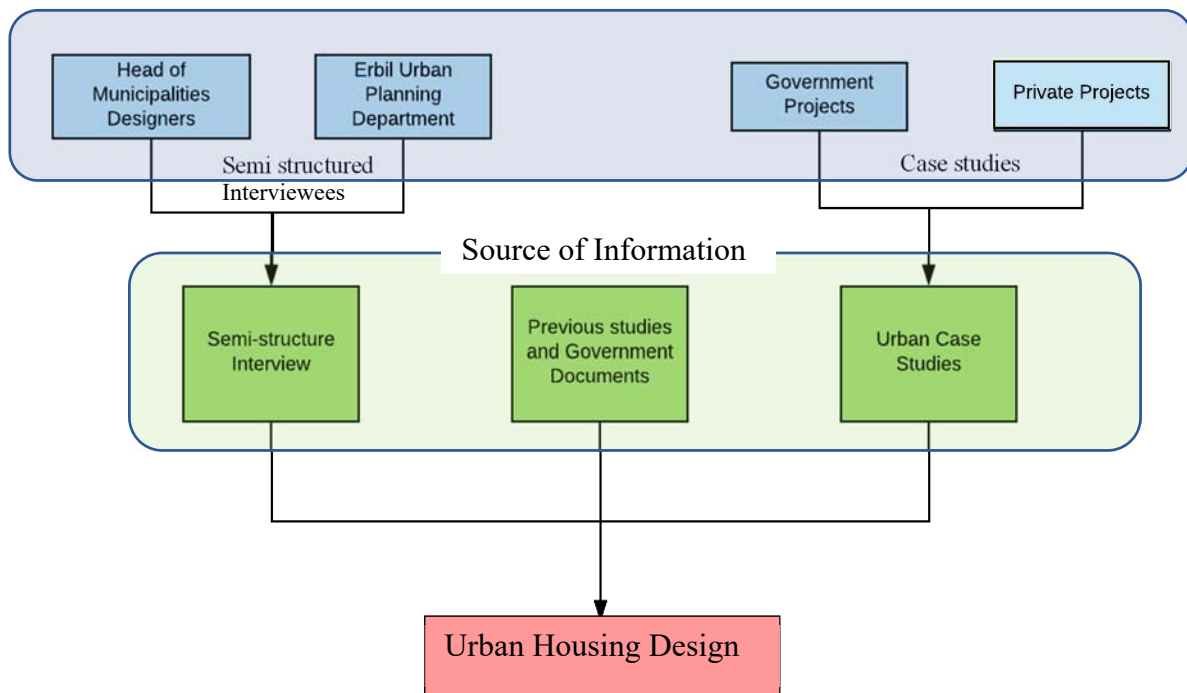 Head of
Municipalities
Designers
Erbil Urban
Planning
Department
Government
Projects
Private Projects
Semi structured
Interviewees
Case studies
Source of Information
Semi-structure
Interview
Previous studies
and Government
Documents
Urban Case
Studies
Urban Housing Design